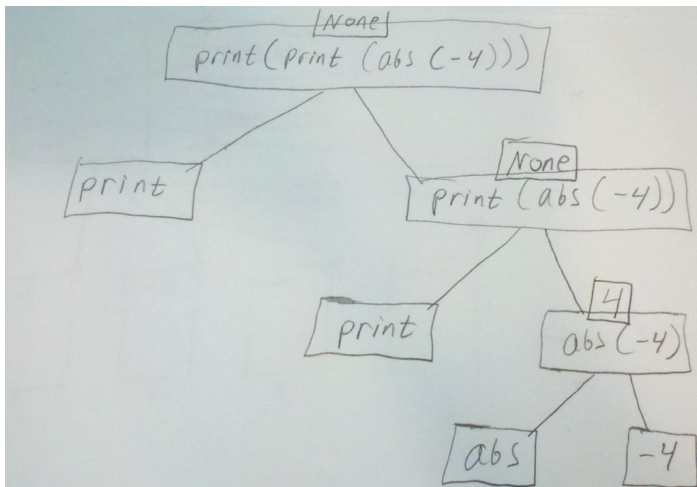 None
print(print (abs (-4)))
print
None
print (abs (-4))
print
4
abs (-4)
abs
-4